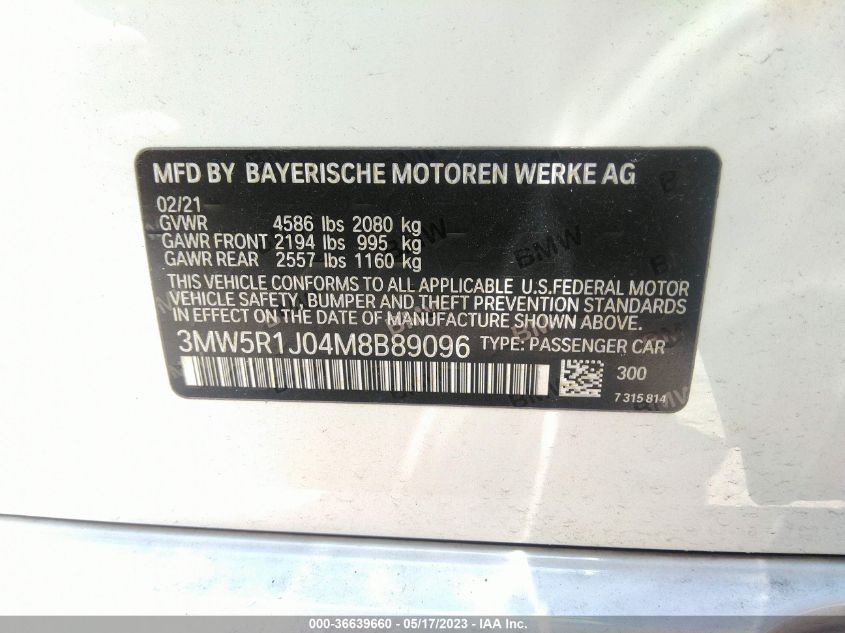 MFD BY BAYERISCHE MOTOREN WERKE AG
02/21
GVWR 4586 lbs 2080 kg
GAWR FRONT 2194 lbs 995 kg
GAWR REAR 2557 lbs 1160 kg
THIS VEHICLE CONFORMS TO ALL APPLICABLE U.S.FEDERAL MOTOR
VEHICLE SAFETY, BUMPER AND THEFT PREVENTION STANDARDS
IN EFFECT ON THE DATE OF MANUFACTURE SHOWN ABOVE.
3MW5R1J04M8B89096 TYPE: PASSENGER CAR
300
7 315 814
000-36639660 - 05/17/2023 - IAA Inc.